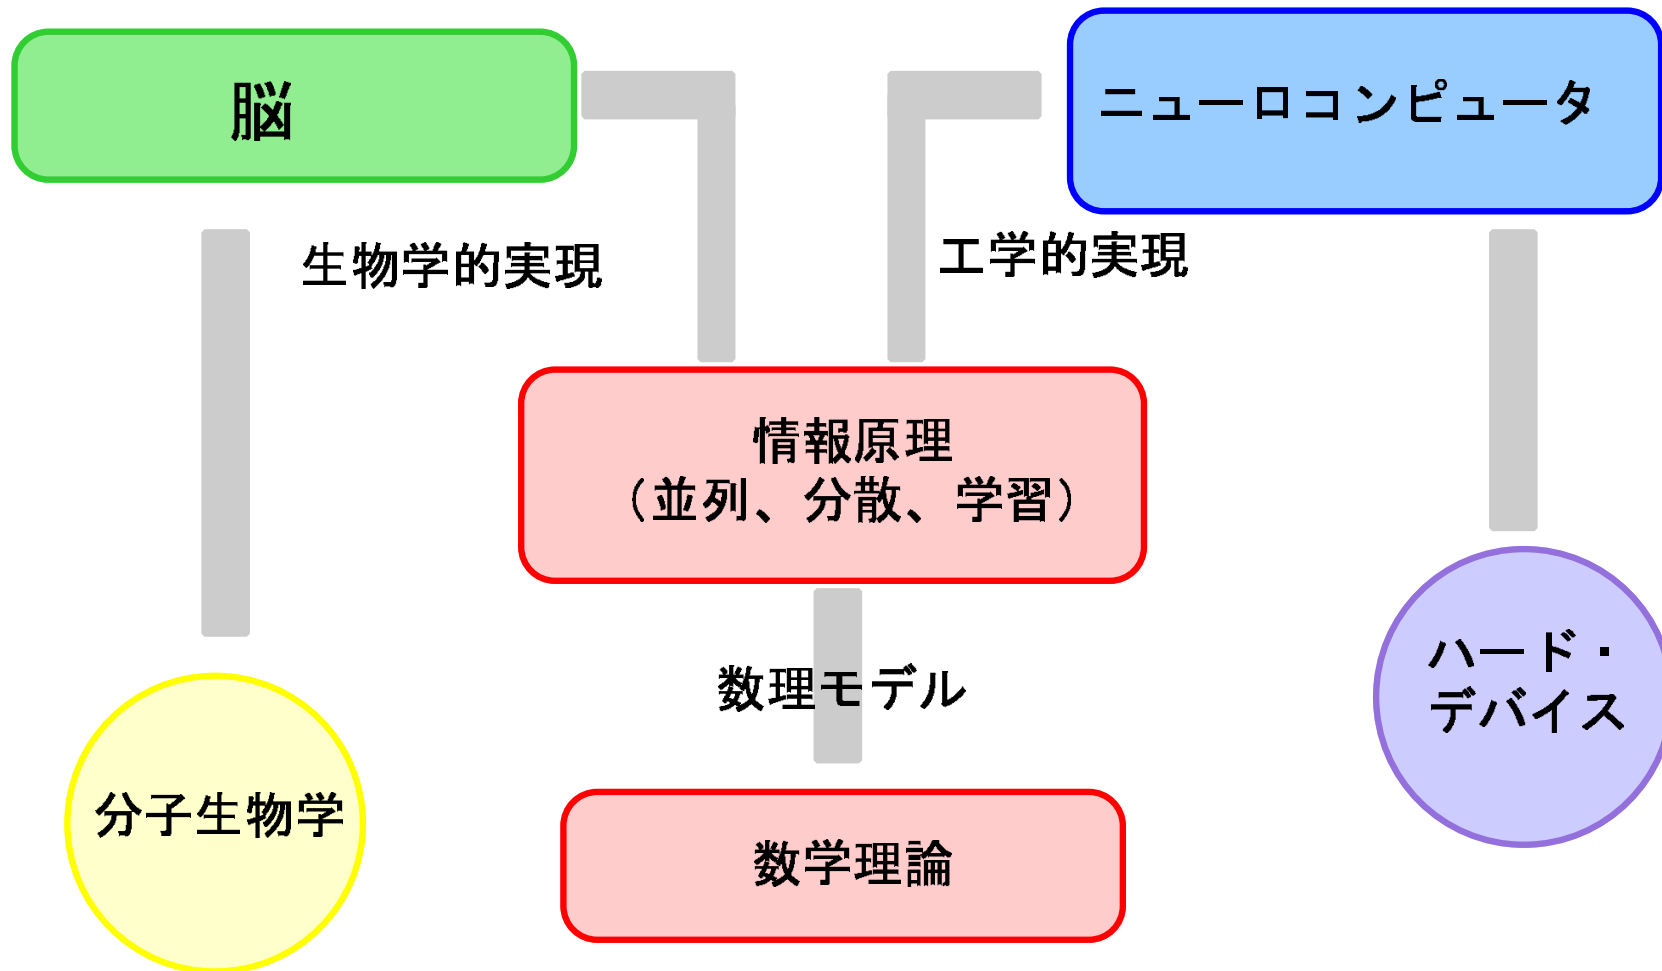 脳
ニューロコンピュータ
生物学的実現
工学的実現
情報原理
（並列、分散、学習）
ハード・
デバイス
数理モデル
分子生物学
数学理論